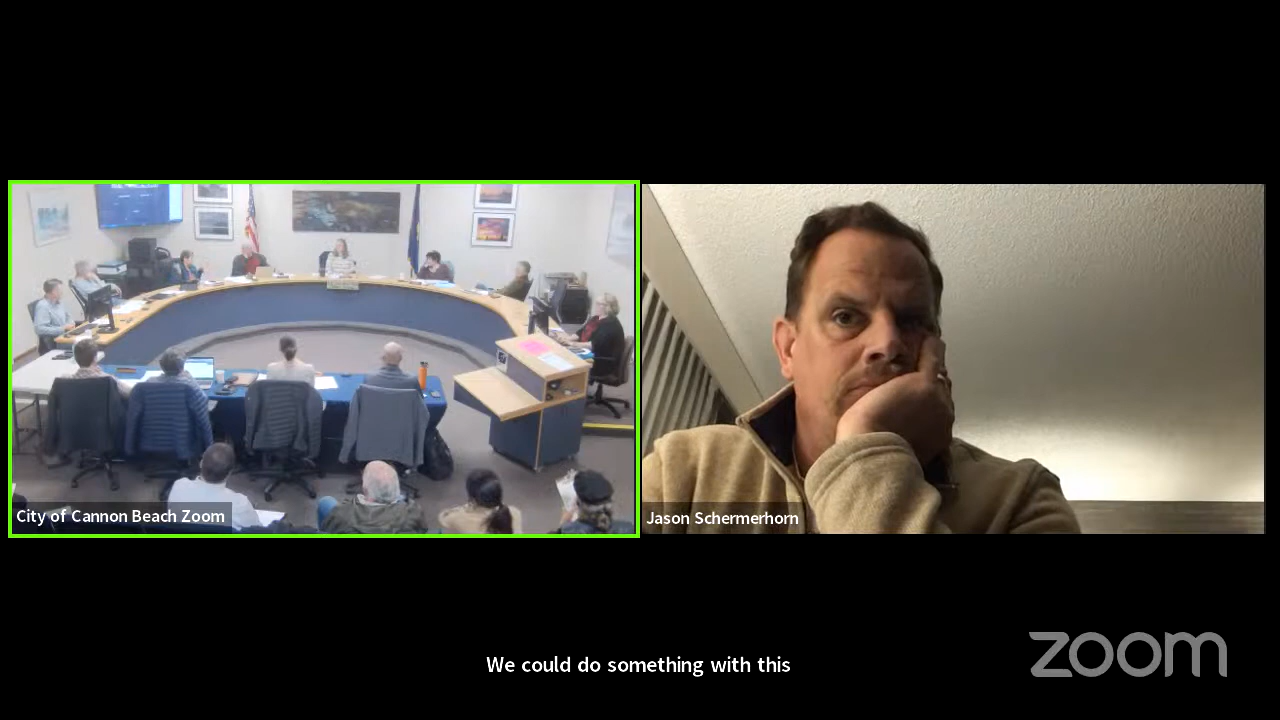 City of Cannon Beach Zoom
Jason Schermerhorn
We could do something with this
zoom